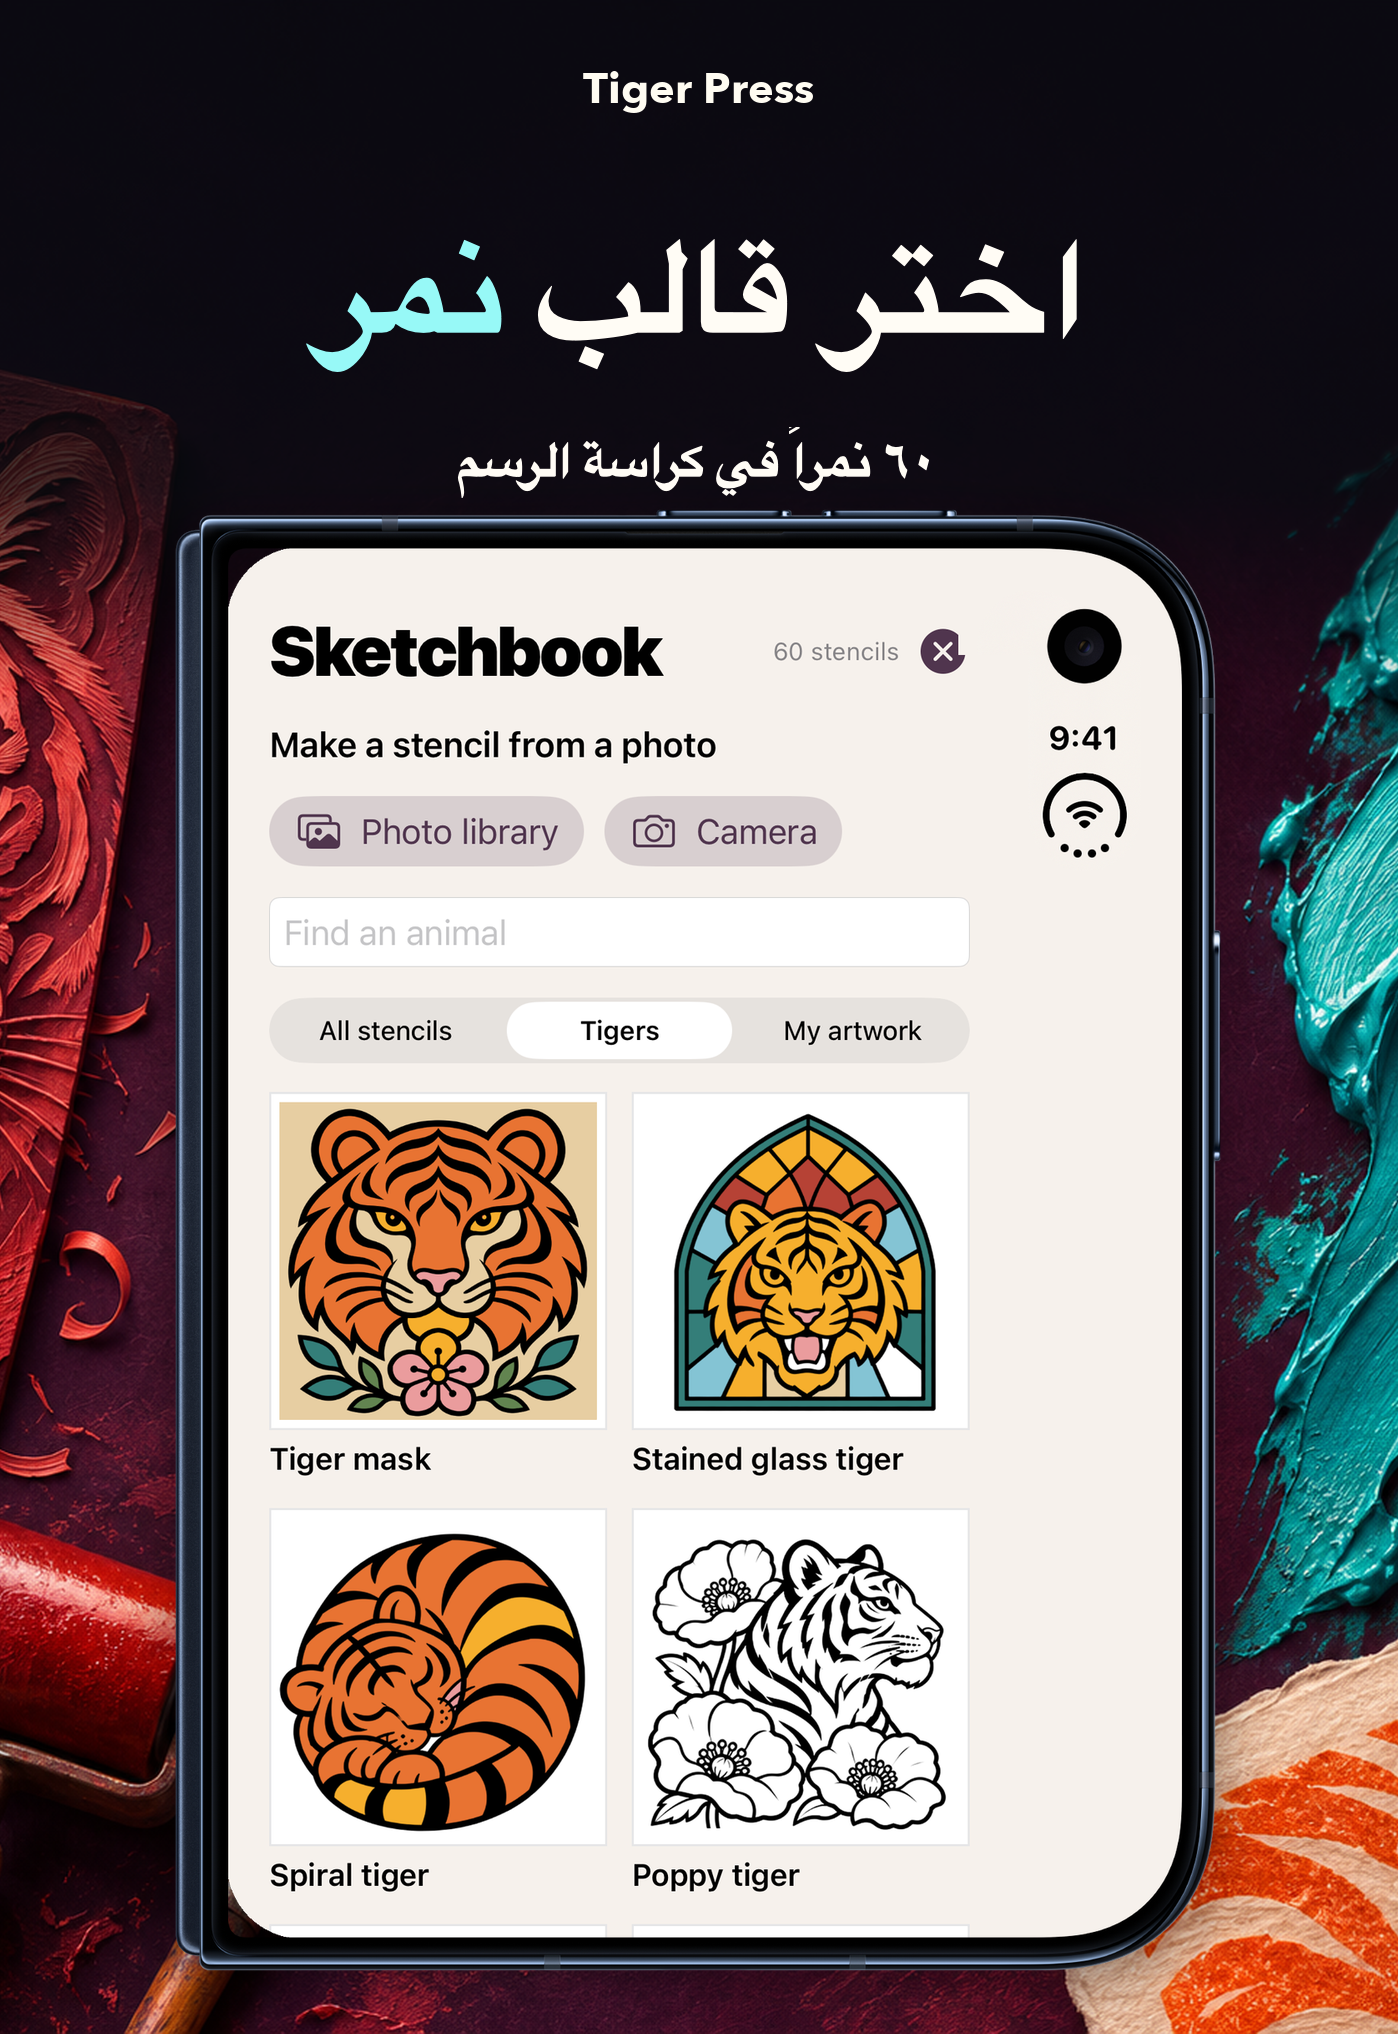 Tiger Press
اختر قالب نمر
٦٠ نمراً في كراسة الرسم
Sketchbook
60 stencils
9:41
Make a stencil from a photo
Photo library
Camera
Find an animal
All stencils
Tigers
My artwork
Tiger mask
Stained glass tiger
Spiral tiger
Poppy tiger